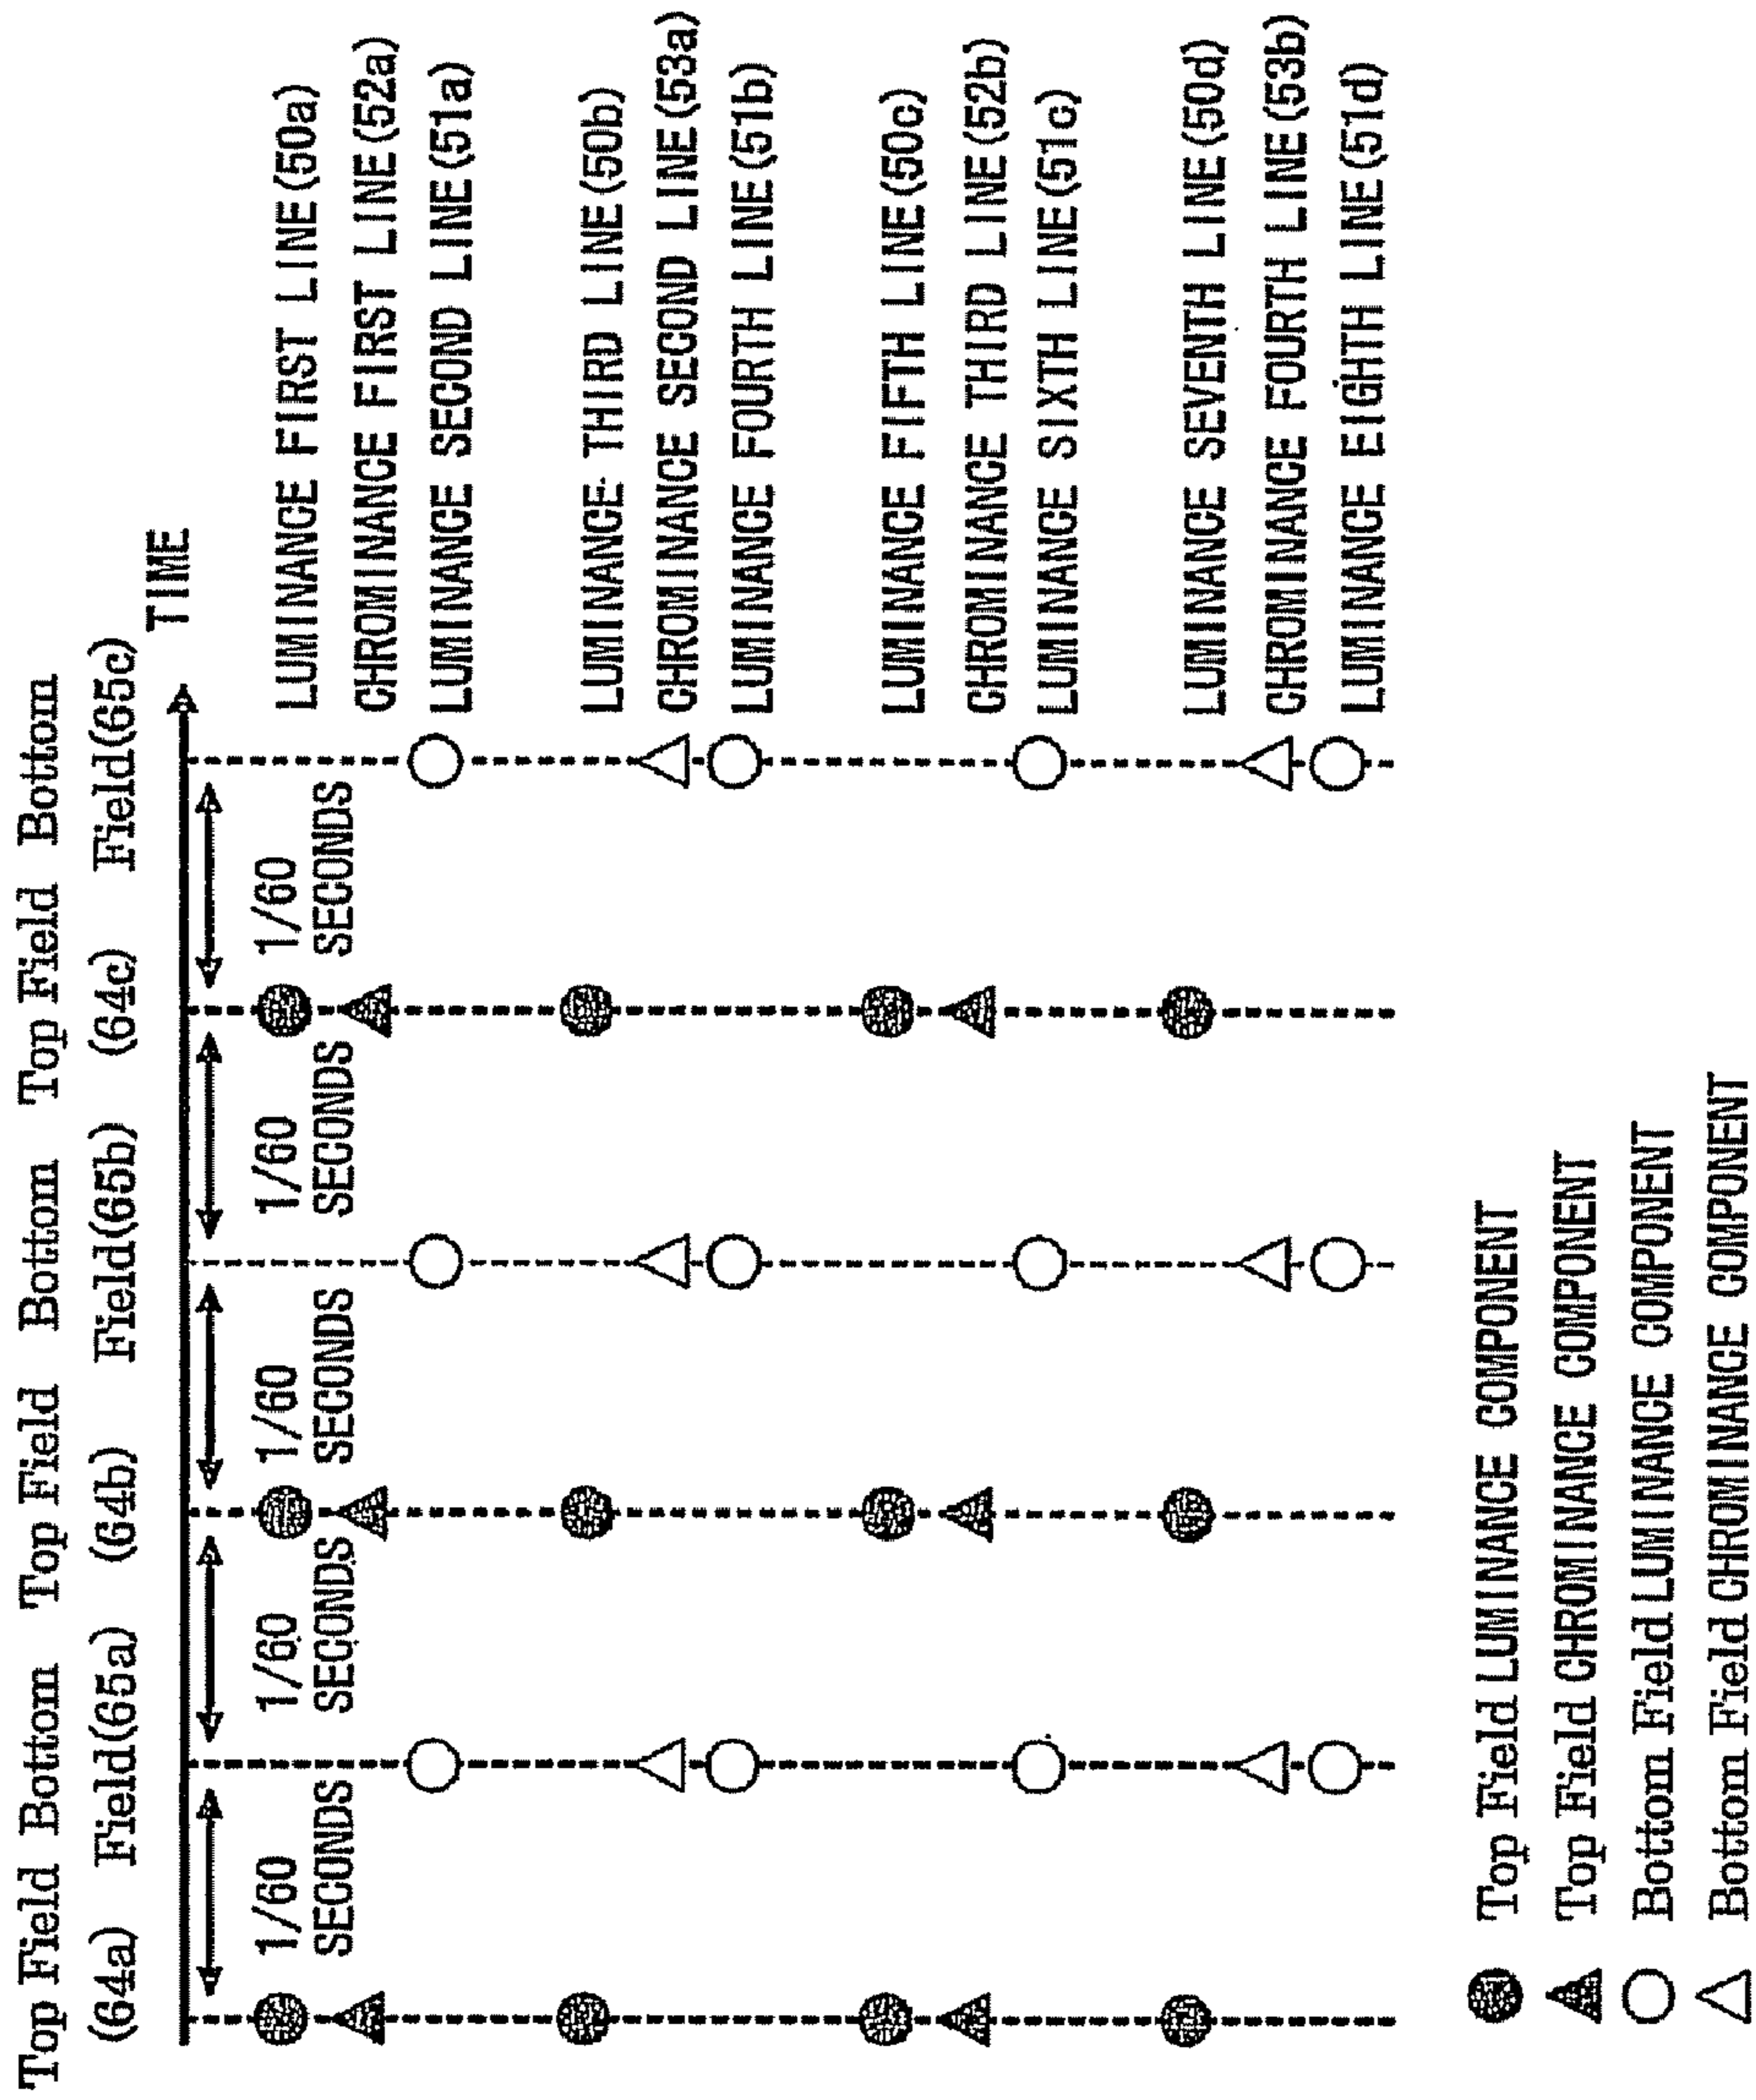 Top Field Bottom Top Field Bottom Top Field Bottom
(64a) Field(65a) (64b) Field(65b) (64c) Field(65c)
TIME
1/60 1/60 1/60 1/60 1/60
SECONDS SECONDS SECONDS SECONDS SECONDS
LUMINANCE FIRST LINE(50a)
CHROMINANCE FIRST LINE(52a)
LUMINANCE SECOND LINE(51a)
LUMINANCE THIRD LINE(50b)
CHROMINANCE SECOND LINE(53a)
LUMINANCE FOURTH LINE(51b)
LUMINANCE FIFTH LINE(50c)
CHROMINANCE THIRD LINE(52b)
LUMINANCE SIXTH LINE(51c)
LUMINANCE SEVENTH LINE(50d)
CHROMINANCE FOURTH LINE(53b)
LUMINANCE EIGHTH LINE(51d)
Top Field LUMINANCE COMPONENT
Top Field CHROMINANCE COMPONENT
Bottom Field LUMINANCE COMPONENT
Bottom Field CHROMINANCE COMPONENT